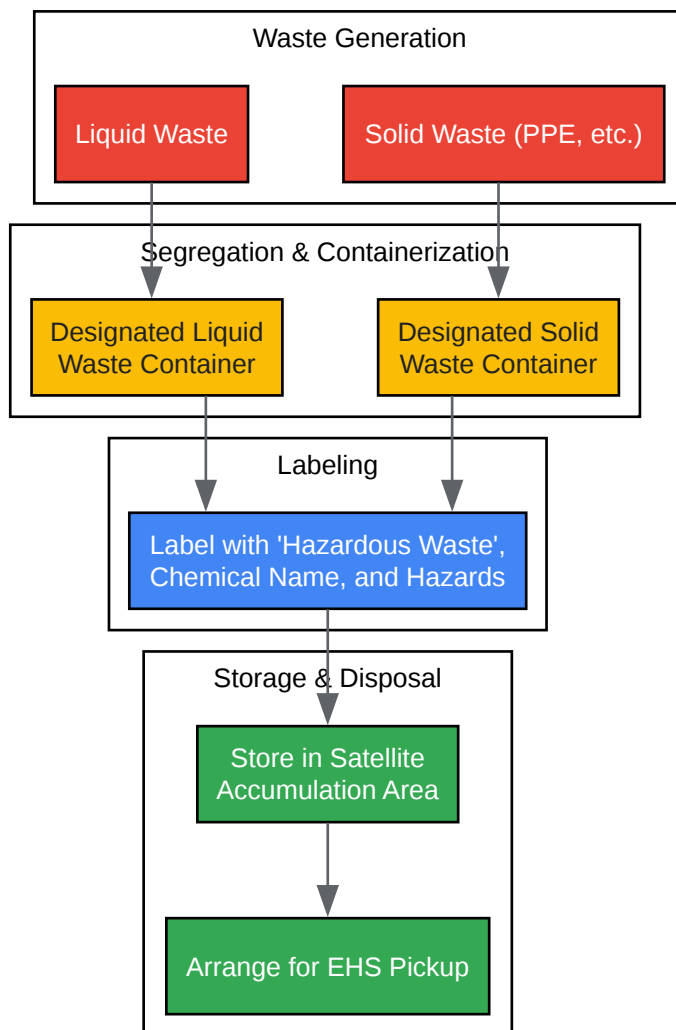 Waste Generation
Liquid Waste
Solid Waste (PPE, etc.)
Segregation & Containerization
Designated Liquid
Waste Container
Designated Solid
Waste Container
Labeling
Label with 'Hazardous Waste',
Chemical Name, and Hazards
Storage & Disposal
Store in Satellite
Accumulation Area
Arrange for EHS Pickup